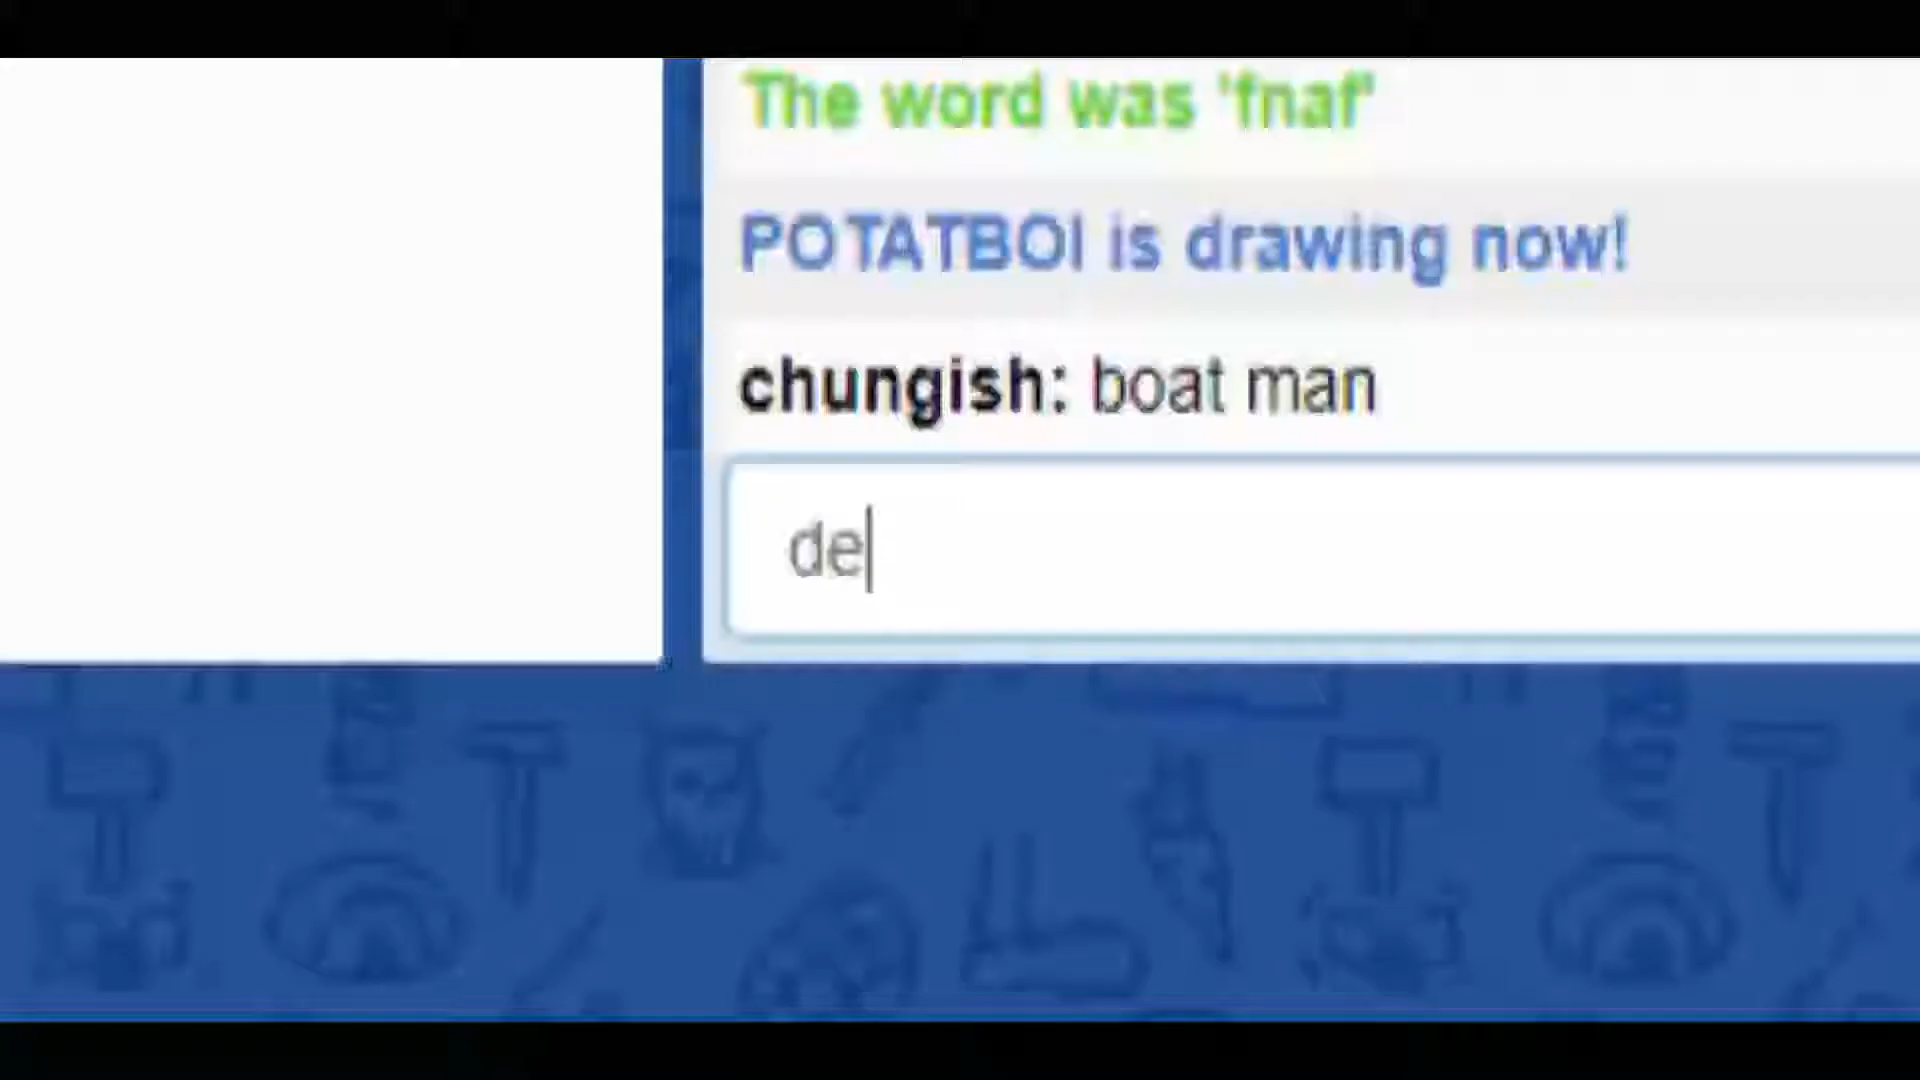 The word was 'fnaf'
POTATBOI is drawing now!
chungish: boat man
de